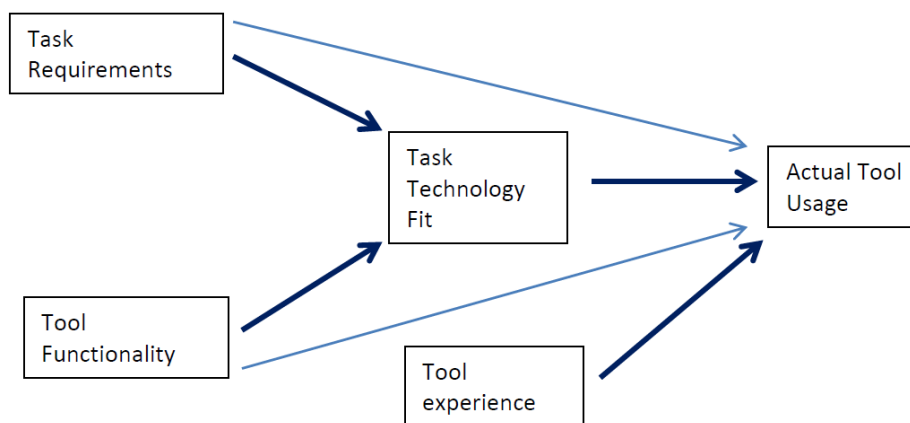 Task
Requirements
Task
Technology
Fit
Actual Tool
Usage
Tool
Functionality
Tool
experience